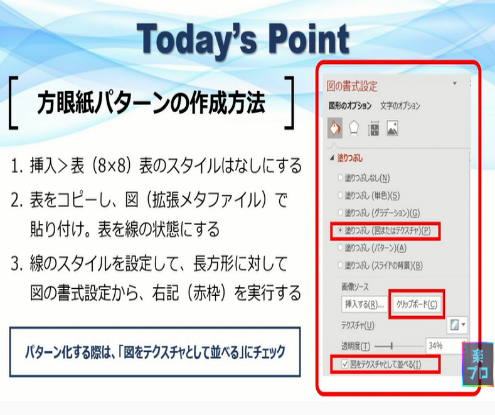 Today's Point
方眼紙パターンの作成方法
1. 挿入＞表（8×8）表のスタイルはなしにする
2. 表をコピーし、図（拡張メタファイル）で
貼り付け。表を線の状態にする
3. 線のスタイルを設定して、長方形に対して
図の書式設定から、右記（赤枠）を実行する
パターン化する際は、「図をテクスチャとして並べる」にチェック
図の書式設定
図形のオプション 文字のオプション
塗りつぶし
塗りつぶしなし(N)
塗りつぶし (単色)(S)
塗りつぶし (グラデーション)(G)
塗りつぶし (図またはテクスチャ)(P)
塗りつぶし (パターン)(A)
塗りつぶし (スライドの背景)(B)
画像ソース
挿入する(R)... クリップボード(C)
テクスチャ(U)
透明度(T) 34%
図をテクスチャとして並べる(I)
楽
プロ